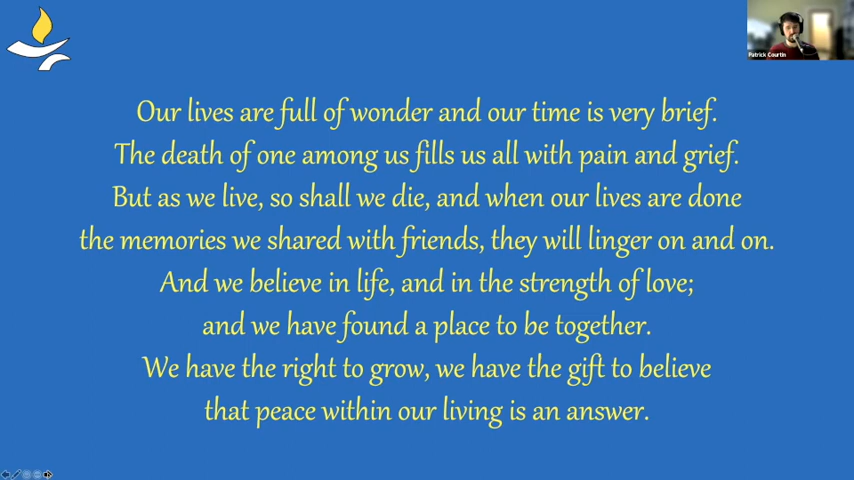 Patrick Courtin
Our lives are full of wonder and our time is very brief.
The death of one among us fills us all with pain and grief.
But as we live, so shall we die, and when our lives are done
the memories we shared with friends, they will linger on and on.
And we believe in life, and in the strength of love;
and we have found a place to be together.
We have the right to grow, we have the gift to believe
that peace within our living is an answer.